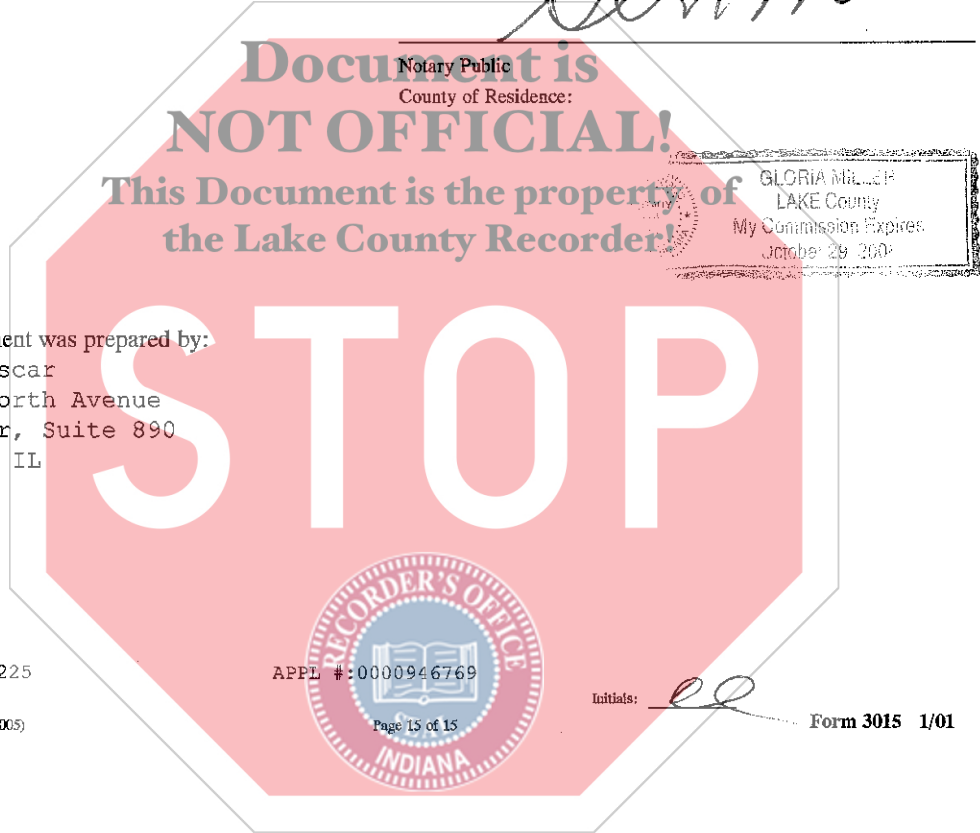 Document is
Notary Public
County of Residence:
NOT OFFICIAL!
This Document is the property of
the Lake County Recorder!
GLORIA
LAKE County
My Commission Expires
October 29
ent was prepared by:
scar
orth Avenue
r, Suite 890
IL
STOP
RECORDER'S OFFICE
225
APPL #:0000946769
Initials:
005)
Page 15 of 15
Form 3015 1/01
SEAL
INDIANA